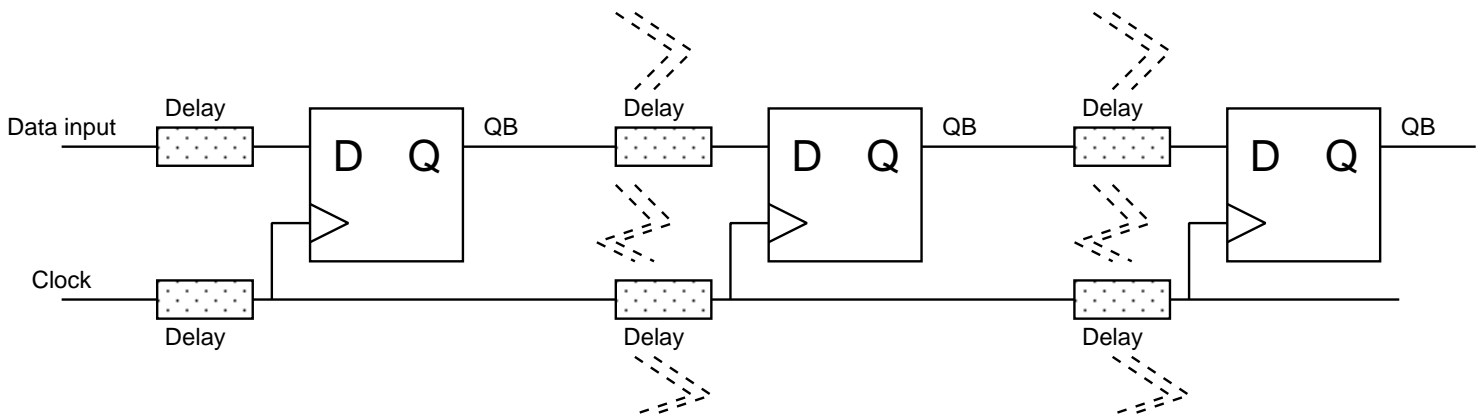 Delay Delay Delay
Data input QB QB QB
D Q D Q D Q
Clock
Delay Delay Delay